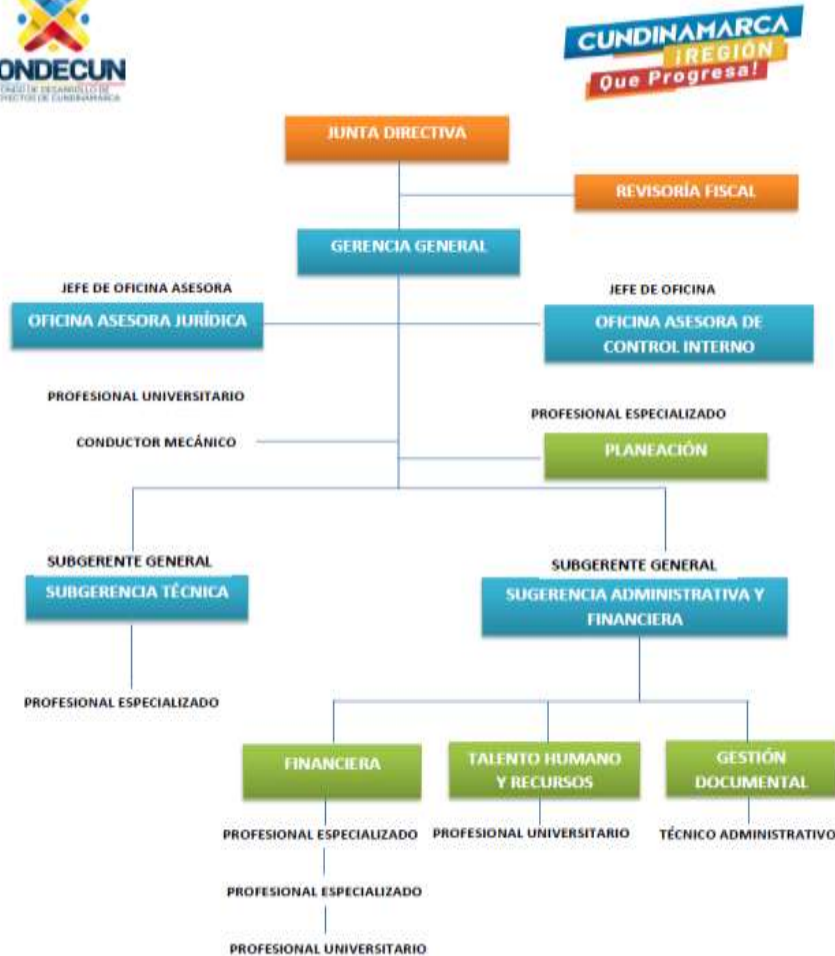 ONDECUN
CUNDINAMARCA
¡REGIÓN
Que Progresa!
JUNTA DIRECTIVA
REVISORÍA FISCAL
GERENCIA GENERAL
JEFE DE OFICINA ASESORA
OFICINA ASESORA JURÍDICA
JEFE DE OFICINA
OFICINA ASESORA DE
CONTROL INTERNO
PROFESIONAL UNIVERSITARIO
CONDUCTOR MECÁNICO
PROFESIONAL ESPECIALIZADO
PLANEACIÓN
SUBGERENTE GENERAL
SUBGERENCIA TÉCNICA
PROFESIONAL ESPECIALIZADO
SUBGERENTE GENERAL
SUGERENCIA ADMINISTRATIVA Y
FINANCIERA
FINANCIERA
PROFESIONAL ESPECIALIZADO
PROFESIONAL ESPECIALIZADO
PROFESIONAL UNIVERSITARIO
TALENTO HUMANO
Y RECURSOS
PROFESIONAL UNIVERSITARIO
GESTIÓN
DOCUMENTAL
TÉCNICO ADMINISTRATIVO